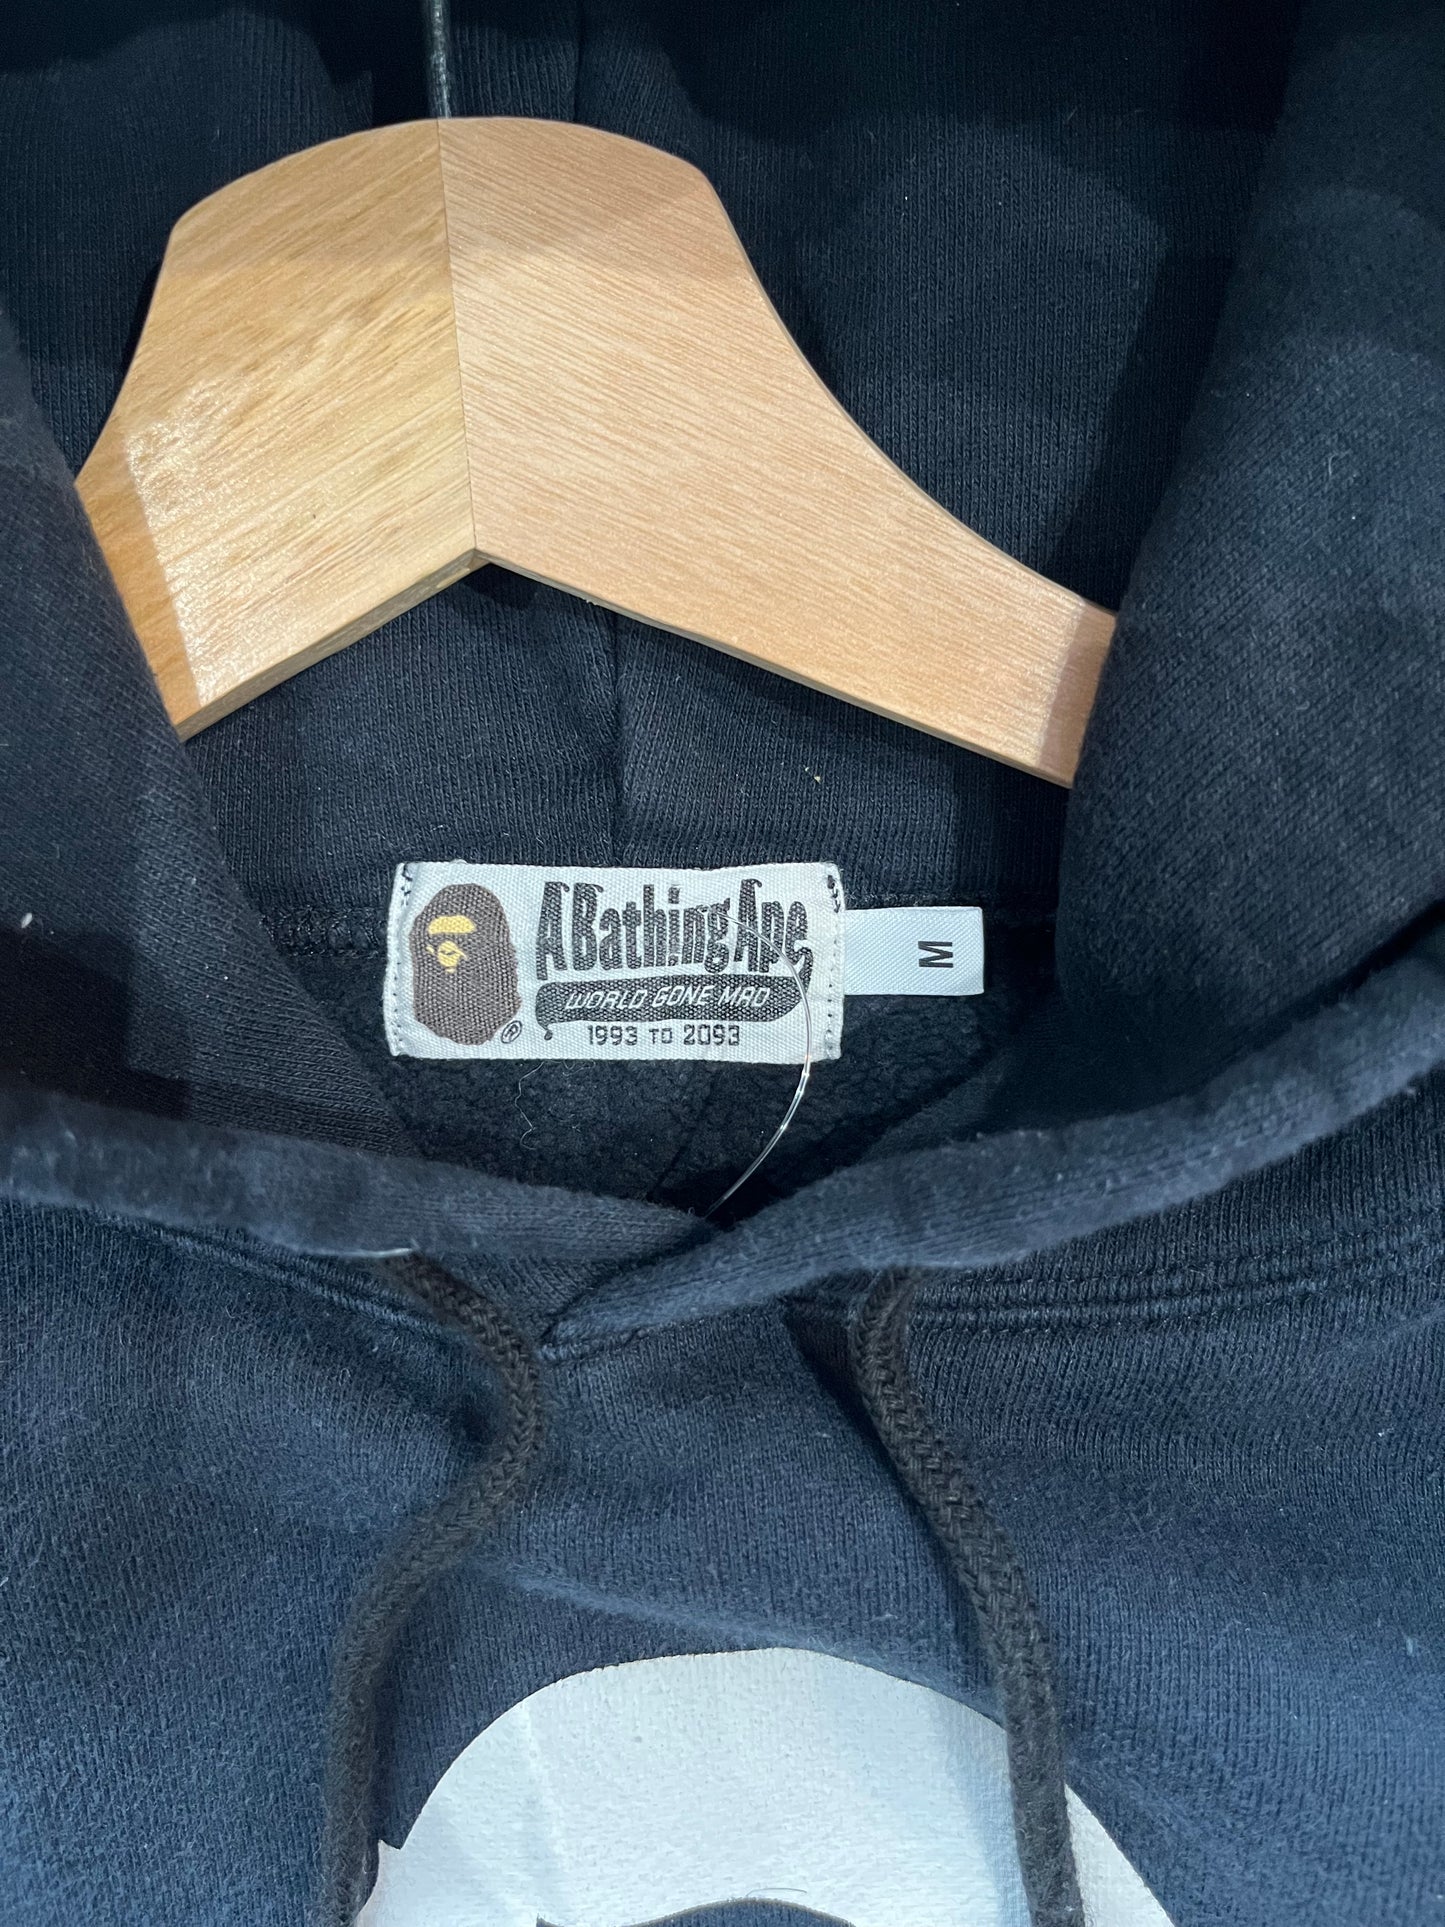 A Bathing Ape
WORLD GONE MAD
1993 TO 2093
®
M